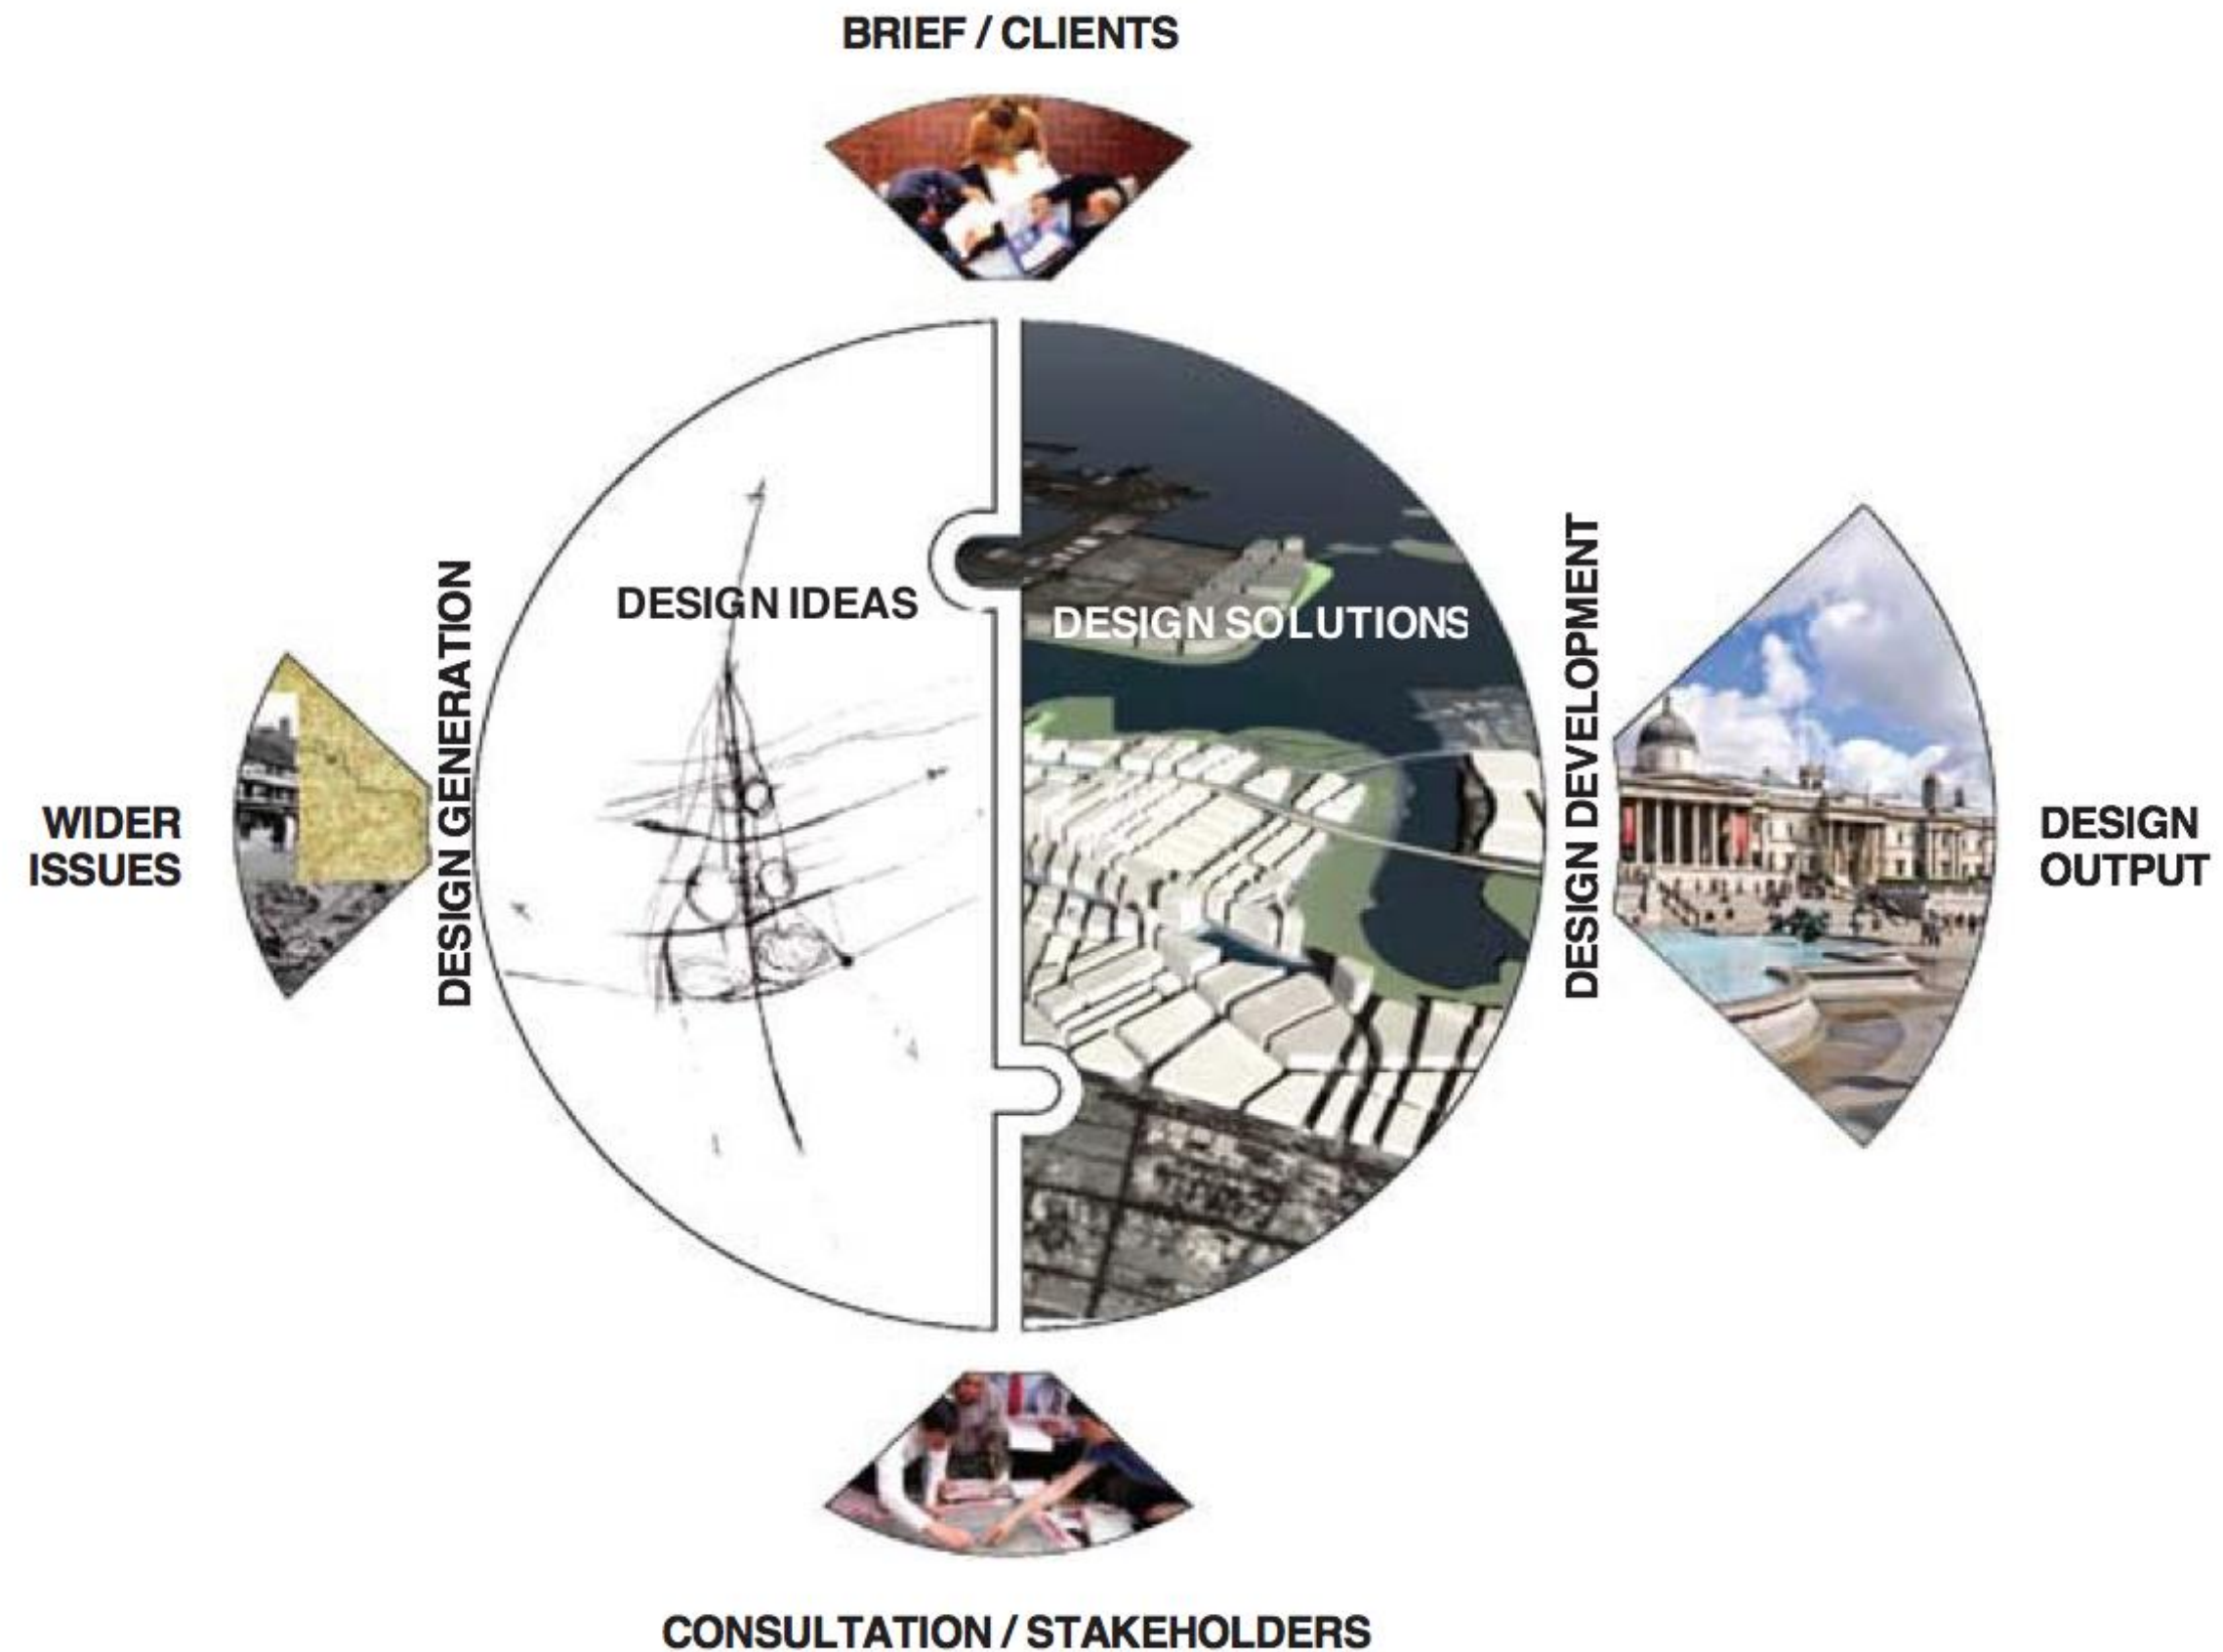 BRIEF / CLIENTS
DESIGN IDEAS
DESIGN SOLUTIONS
DESIGN GENERATION
DESIGN DEVELOPMENT
WIDER
ISSUES
DESIGN
OUTPUT
CONSULTATION / STAKEHOLDERS